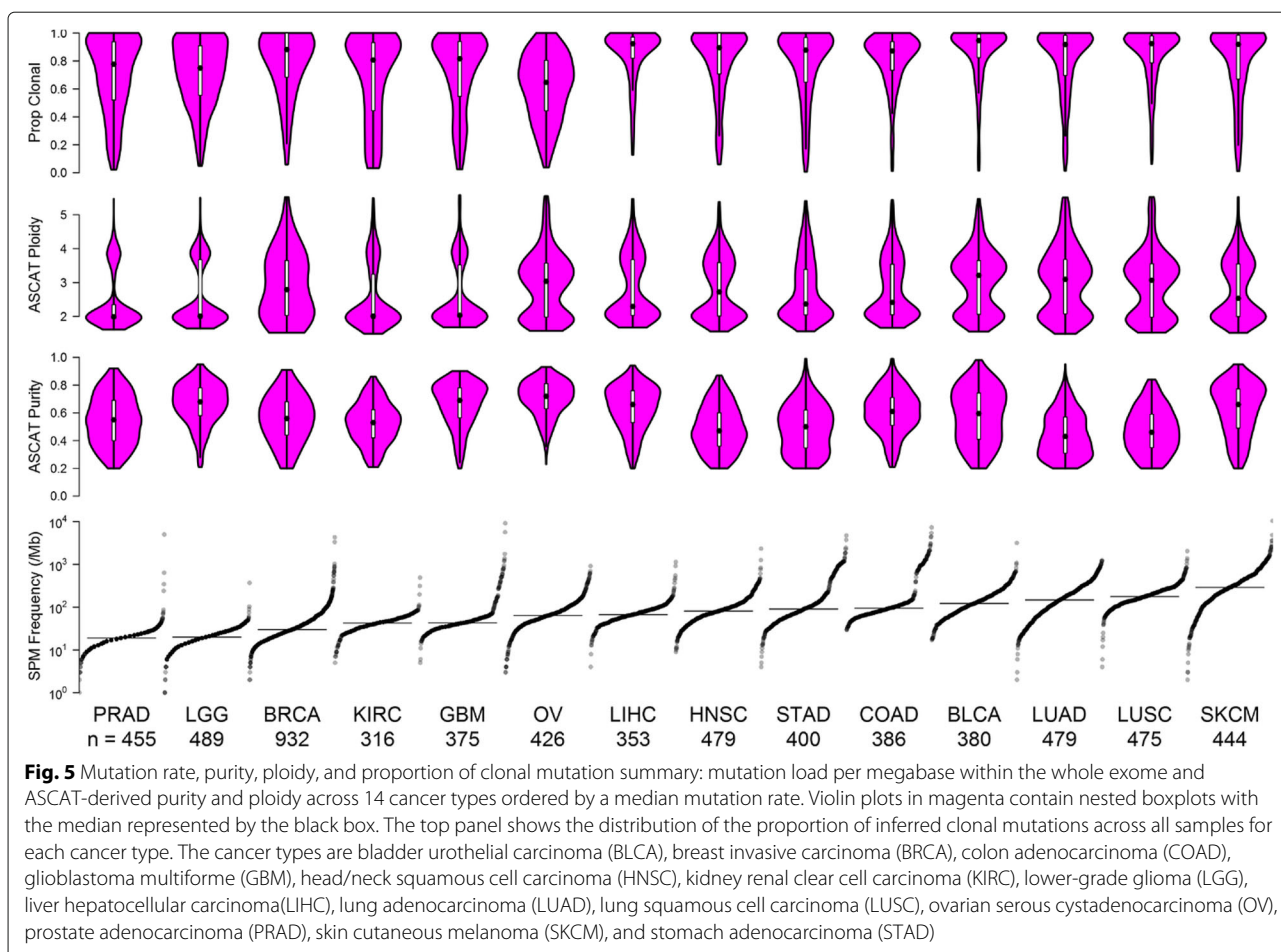 Prop Clonal
1.0
0.8
0.6
0.4
0.2
0.0
ASCAT Ploidy
5
4
3
2
ASCAT Purity
1.0
0.8
0.6
0.4
0.2
0.0
SPM Frequency (/Mb)
10^4
10^3
10^2
10^1
10^0
PRAD LGG BRCA KIRC GBM OV LIHC HNSC STAD COAD BLCA LUAD LUSC SKCM
n = 455 489 932 316 375 426 353 479 400 386 380 479 475 444
Fig. 5 Mutation rate, purity, ploidy, and proportion of clonal mutation summary: mutation load per megabase within the whole exome and
ASCAT-derived purity and ploidy across 14 cancer types ordered by a median mutation rate. Violin plots in magenta contain nested boxplots with
the median represented by the black box. The top panel shows the distribution of the proportion of inferred clonal mutations across all samples for
each cancer type. The cancer types are bladder urothelial carcinoma (BLCA), breast invasive carcinoma (BRCA), colon adenocarcinoma (COAD),
glioblastoma multiforme (GBM), head/neck squamous cell carcinoma (HNSC), kidney renal clear cell carcinoma (KIRC), lower-grade glioma (LGG),
liver hepatocellular carcinoma(LIHC), lung adenocarcinoma (LUAD), lung squamous cell carcinoma (LUSC), ovarian serous cystadenocarcinoma (OV),
prostate adenocarcinoma (PRAD), skin cutaneous melanoma (SKCM), and stomach adenocarcinoma (STAD)